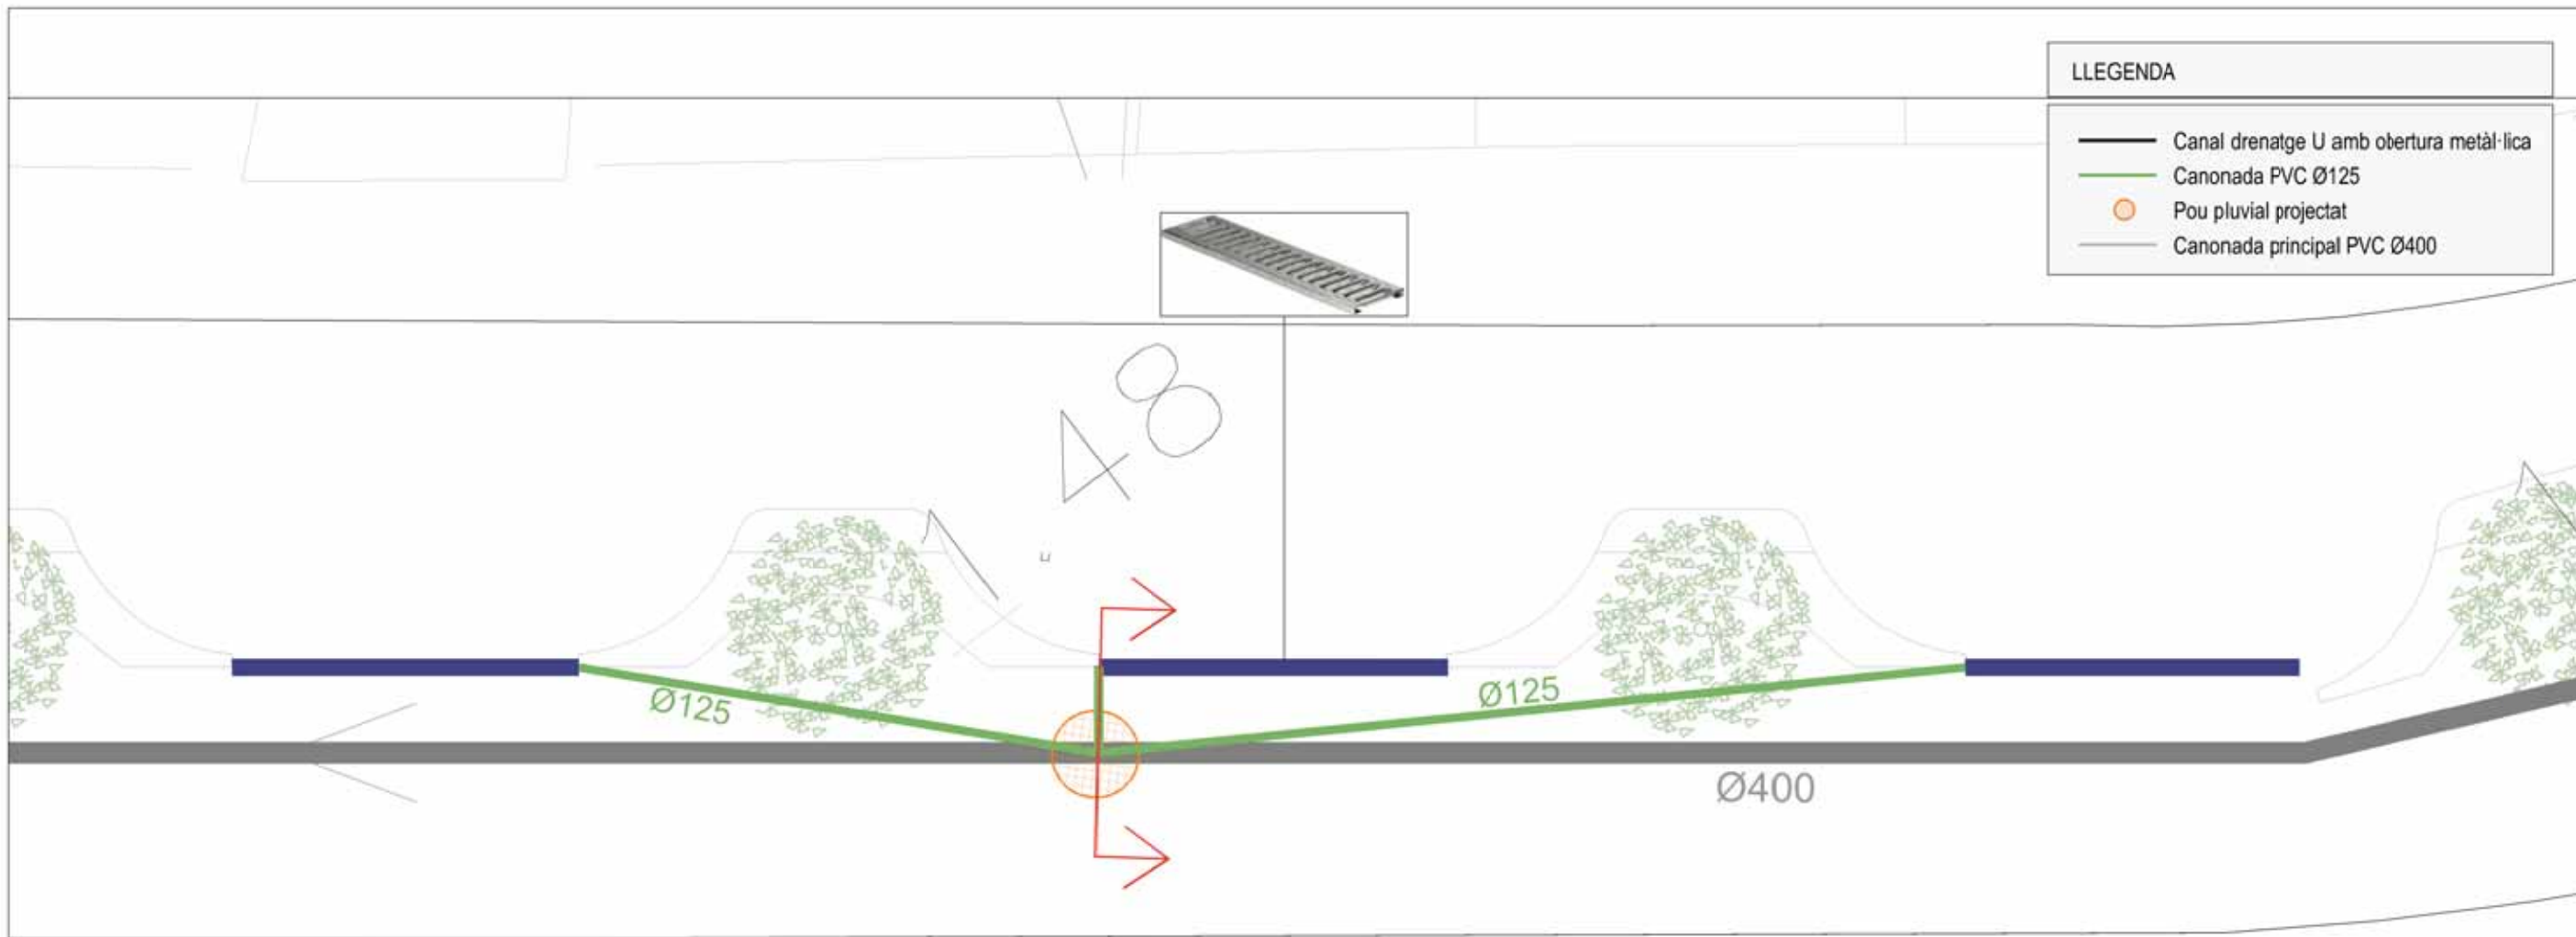 LLEGENDA
Canal drenatge U amb obertura metàl·lica
Canonada PVC Ø125
Pou pluvial projectat
Canonada principal PVC Ø400
48
Ø125
Ø125
Ø400